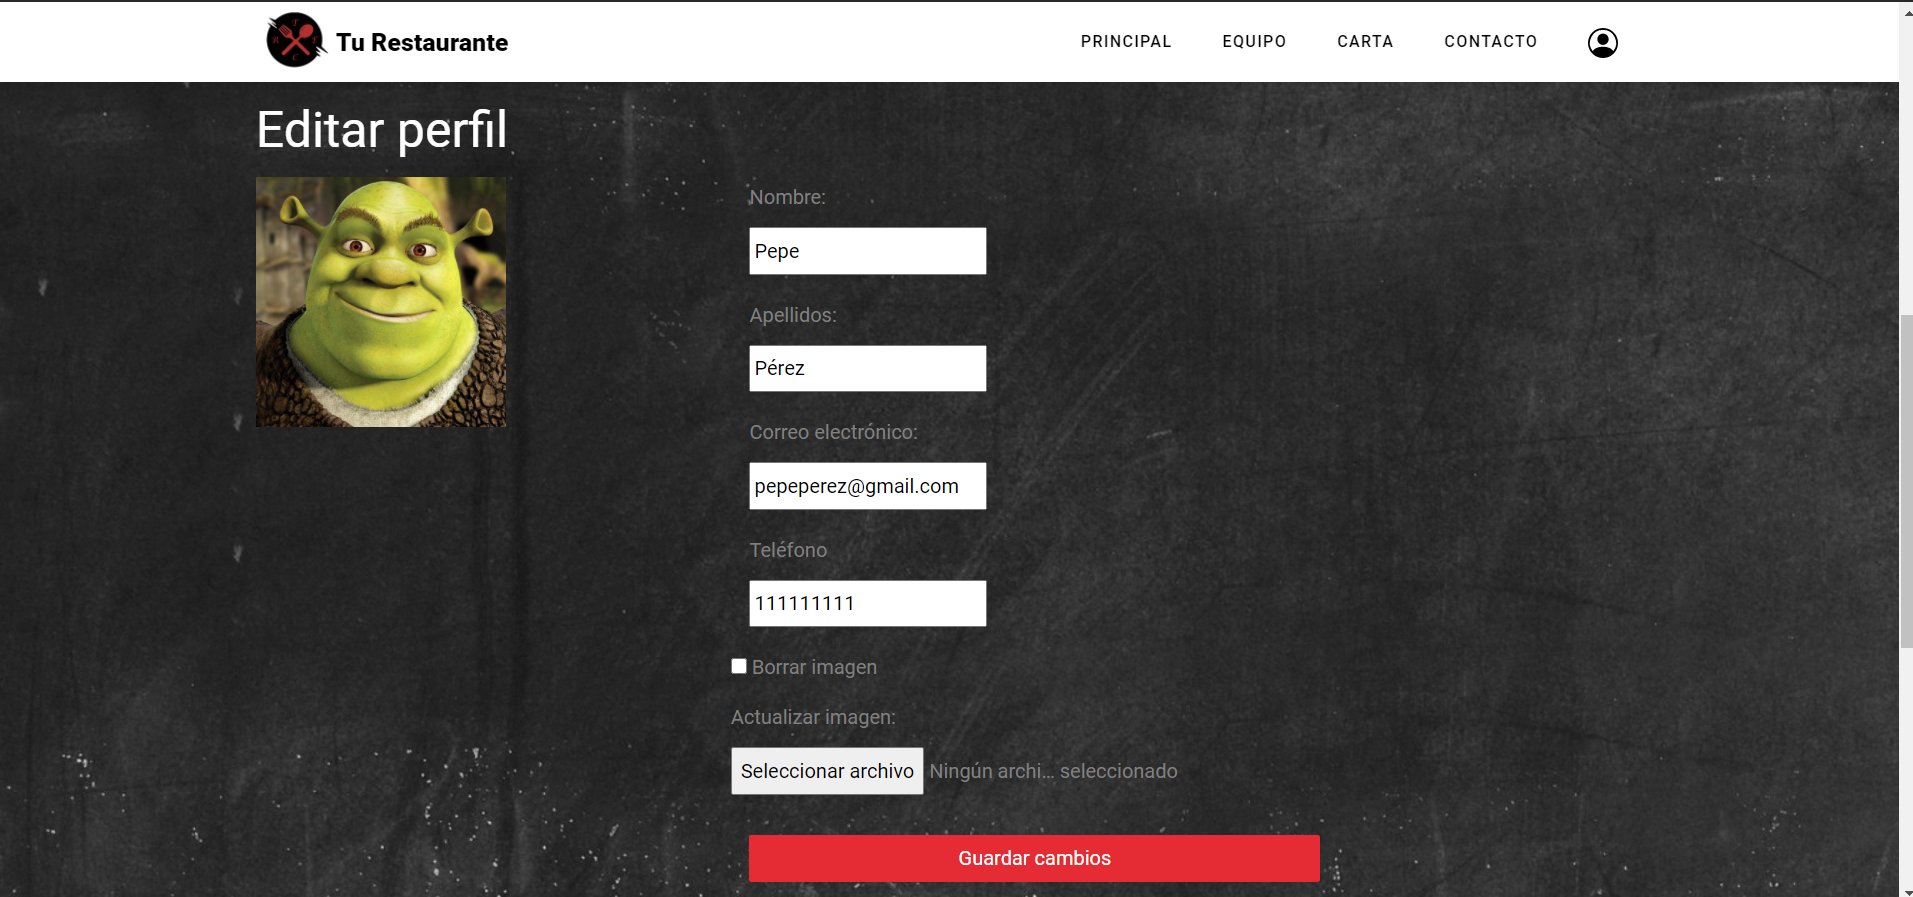 Tu Restaurante
PRINCIPAL EQUIPO CARTA CONTACTO
Editar perfil
Nombre:
Pepe
Apellidos:
Pérez
Correo electrónico:
pepeperez@gmail.com
Teléfono
111111111
Borrar imagen
Actualizar imagen:
Seleccionar archivo Ningún archi... seleccionado
Guardar cambios